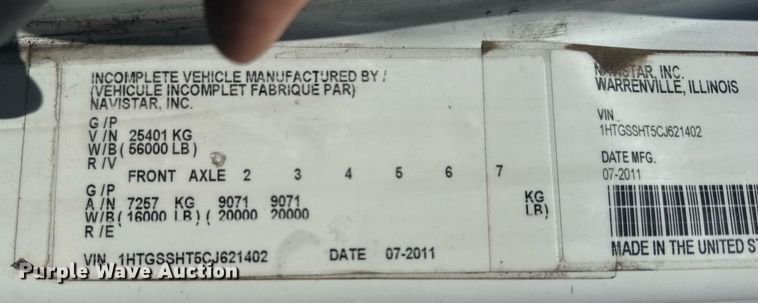 INCOMPLETE VEHICLE MANUFACTURED BY /
(VEHICULE INCOMPLET FABRIQUE PAR)
NAVISTAR, INC.
G / P
V / N 25401 KG
W/B ( 56000 LB )
R / V
FRONT AXLE 2 3 4 5 6 7
G / P
A / N 7257 KG 9071 9071 KG
W/B ( 16000 LB ) ( 20000 20000 LB )
R / E
VIN 1HTGSSHT5CJ621402 DATE 07-2011
NAVISTAR, INC.
WARRENVILLE, ILLINOIS
VIN
1HTGSSHT5CJ621402
DATE MFG.
07-2011
MADE IN THE UNITED
Purple Wave Auction